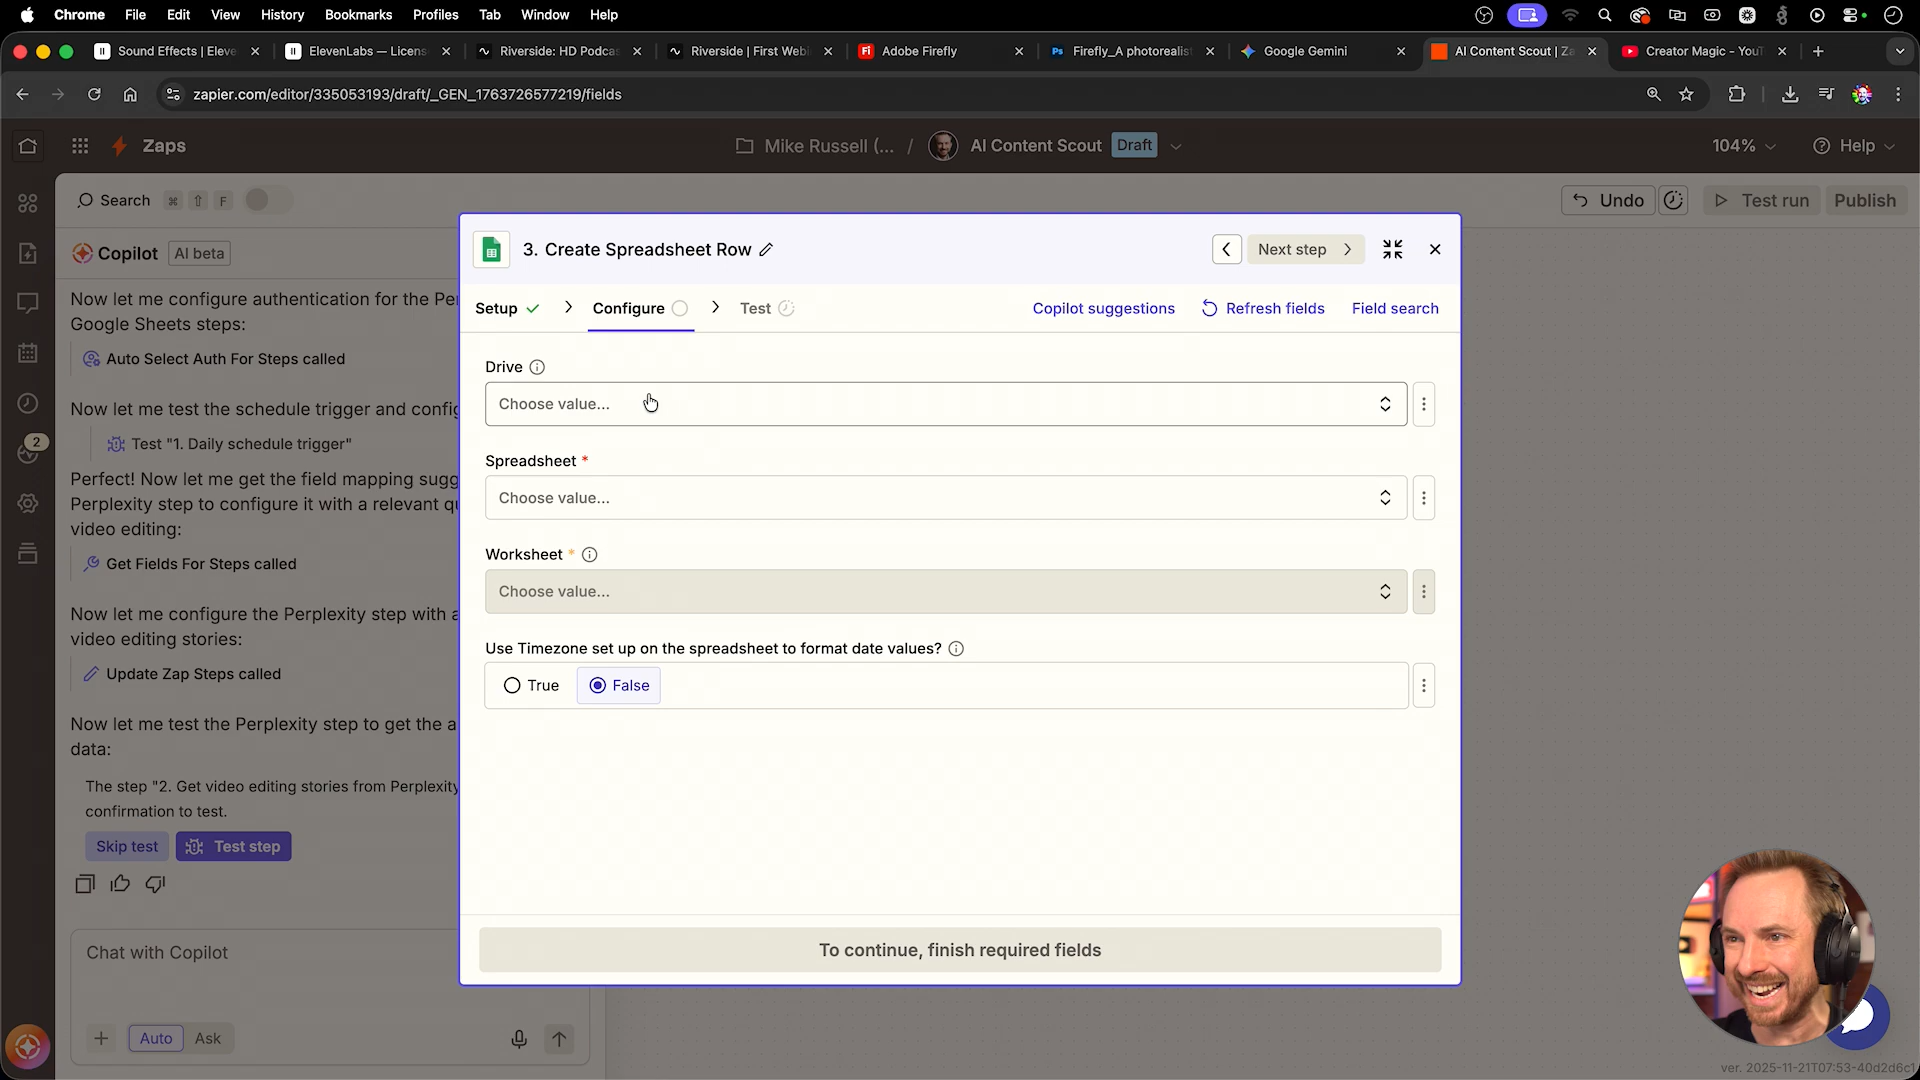 Chrome File Edit View History Bookmarks Profiles Tab Window Help
Sound Effects | Eleve
ElevenLabs — Licens
Riverside: HD Podcas
Riverside | First Webi
Adobe Firefly
Firefly_A photorealist
Google Gemini
AI Content Scout | Za
Creator Magic - YouT
zapier.com/editor/335053193/draft/_GEN_1763726577219/fields
Zaps
Mike Russell (... / AI Content Scout Draft
104%
Help
Search ⌘ ⇧ F
Undo
Test run
Publish
Copilot AI beta
Now let me configure authentication for the Per
Google Sheets steps:
Auto Select Auth For Steps called
Now let me test the schedule trigger and config
Test "1. Daily schedule trigger"
2
Perfect! Now let me get the field mapping sugg
Perplexity step to configure it with a relevant qu
video editing:
Get Fields For Steps called
Now let me configure the Perplexity step with a
video editing stories:
Update Zap Steps called
Now let me test the Perplexity step to get the a
data:
The step "2. Get video editing stories from Perplexity
confirmation to test.
Skip test
Test step
Chat with Copilot
Auto
Ask
3. Create Spreadsheet Row
Next step
Setup
Configure
Test
Copilot suggestions
Refresh fields
Field search
Drive
Choose value...
Spreadsheet *
Choose value...
Worksheet *
Choose value...
Use Timezone set up on the spreadsheet to format date values?
True
False
To continue, finish required fields
ver. 2025-11-21T07:53-40d2d6c1